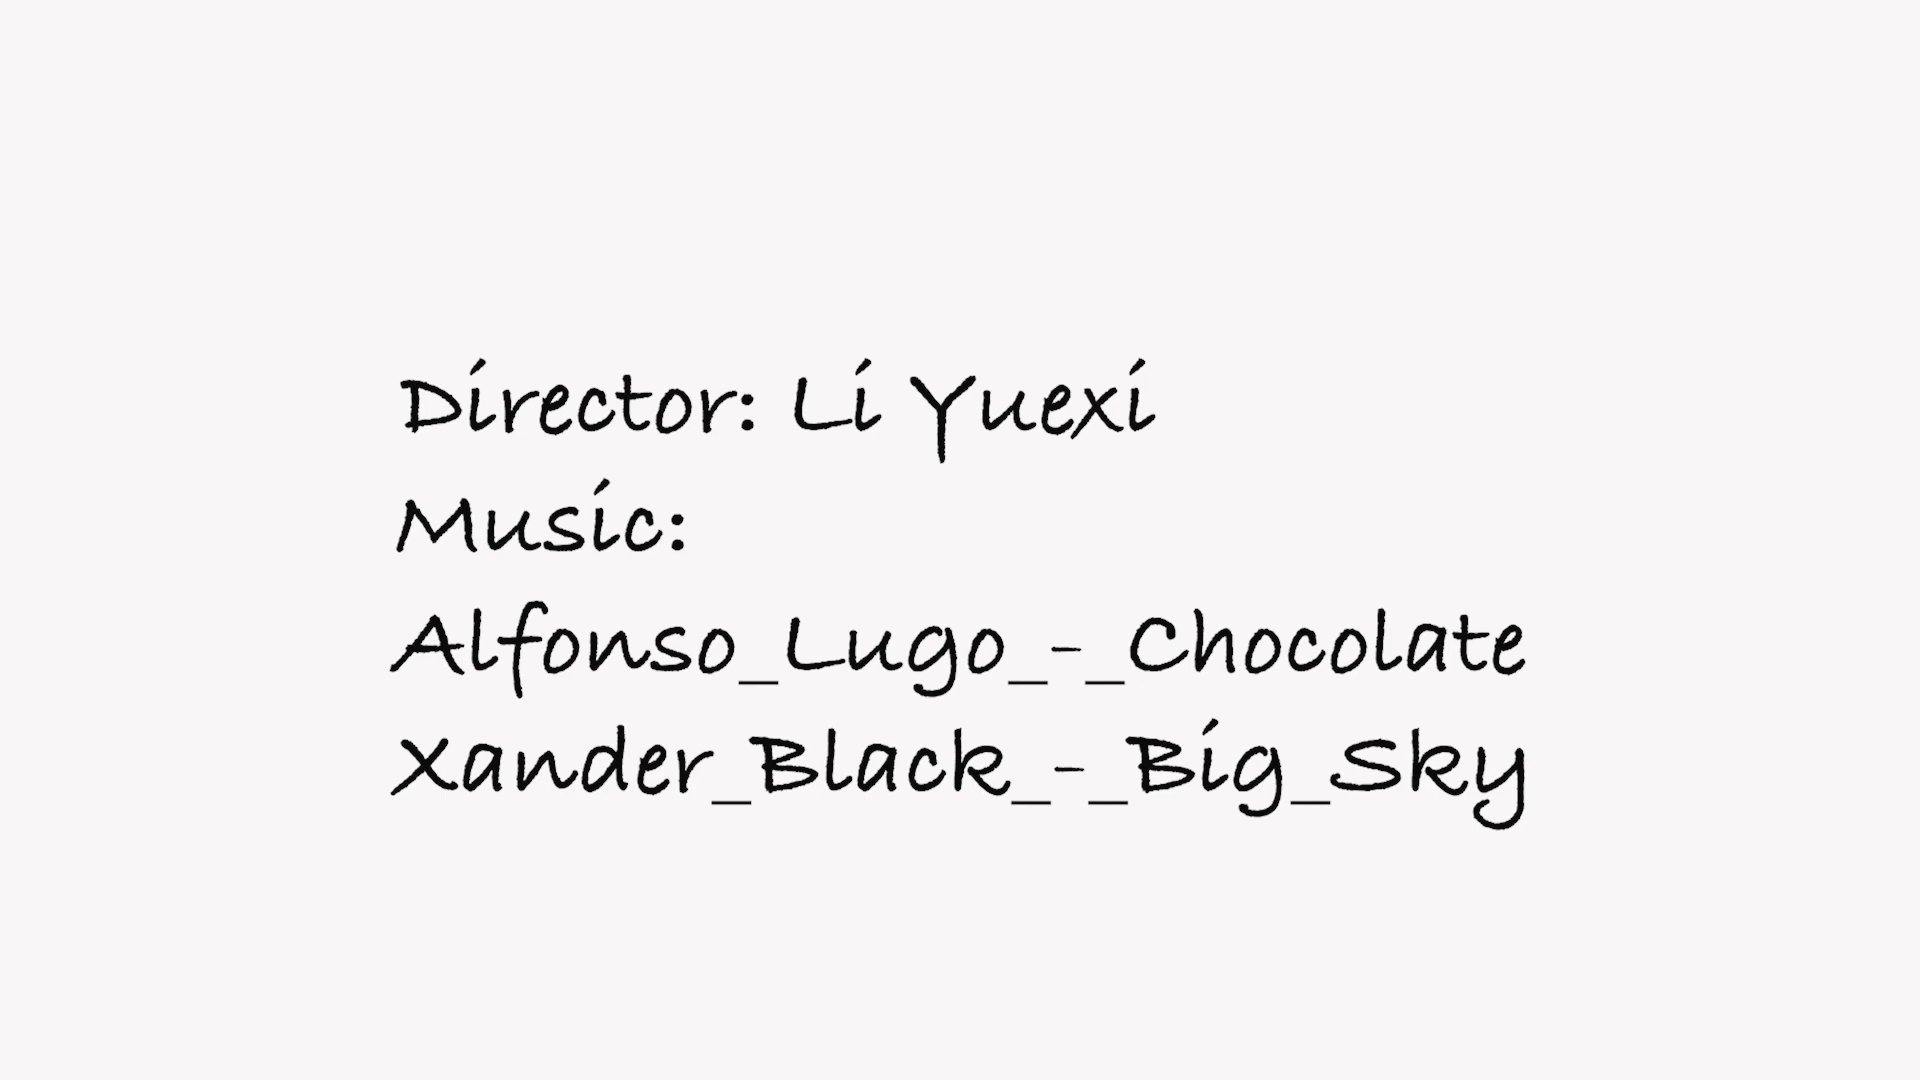 Director: Li Yuexi
Music:
Alfonso_Lugo_-_Chocolate
Xander_Black_-_Big_Sky